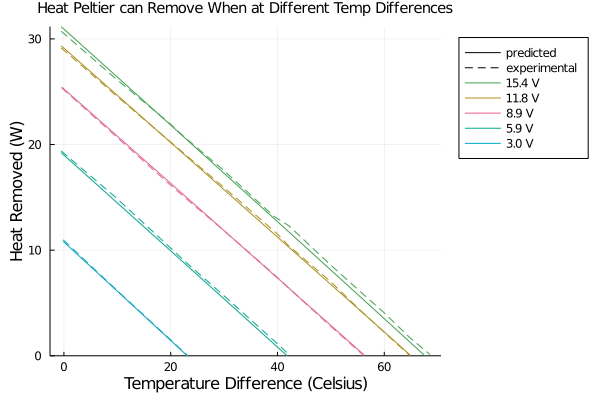 Heat Peltier can Remove When at Different Temp Differences
Heat Removed (W)
30
20
10
0
0 20 40 60
Temperature Difference (Celsius)
predicted
experimental
15.4 V
11.8 V
8.9 V
5.9 V
3.0 V